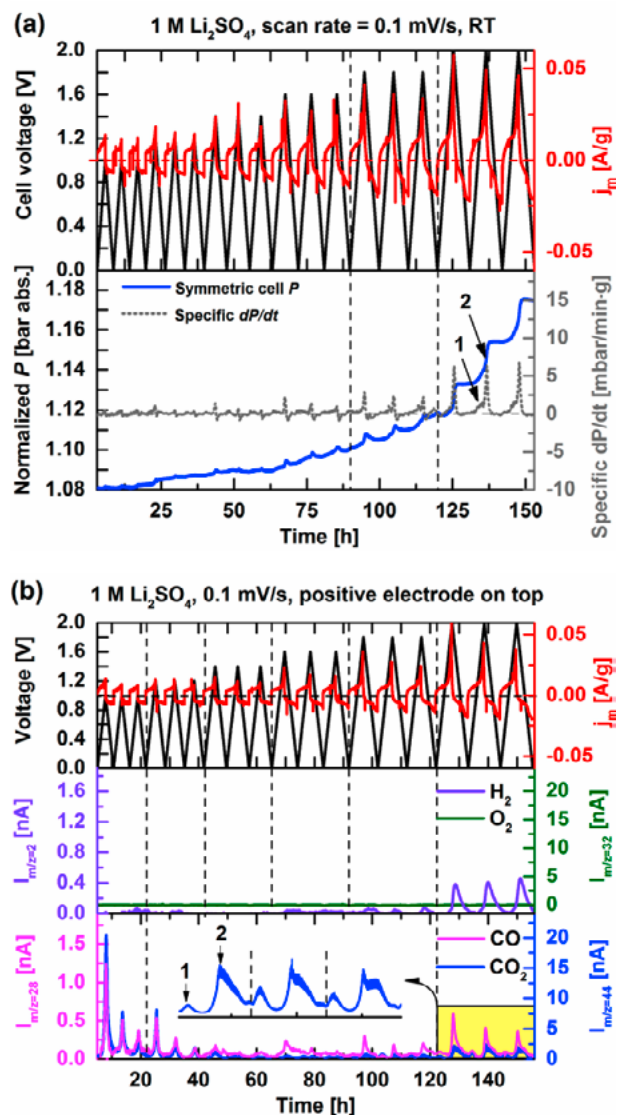 (a) 1 M Li₂SO₄, scan rate = 0.1 mV/s, RT
Cell voltage [V]
2.0
1.6
1.2
0.8
0.4
0.0
0.05
0.00
-0.05
jm [A/g]
Normalized P [bar abs.]
1.18
1.16
1.14
1.12
1.10
1.08
Symmetric cell P
Specific dP/dt
1
2
15
10
5
0
-5
-10
Specific dP/dt [mbar/min·g]
25 50 75 100 125 150
Time [h]
(b) 1 M Li₂SO₄, 0.1 mV/s, positive electrode on top
Voltage [V]
2.0
1.6
1.2
0.8
0.4
0.0
0.05
0.00
-0.05
jm [A/g]
I m/z=2 [nA]
1.6
1.2
0.8
0.4
0.0
H₂
O₂
20
15
10
5
0
I m/z=32 [nA]
I m/z=28 [nA]
1.5
1.0
0.5
0.0
1
2
CO
CO₂
20
15
10
5
0
I m/z=44 [nA]
20 40 60 80 100 120 140
Time [h]